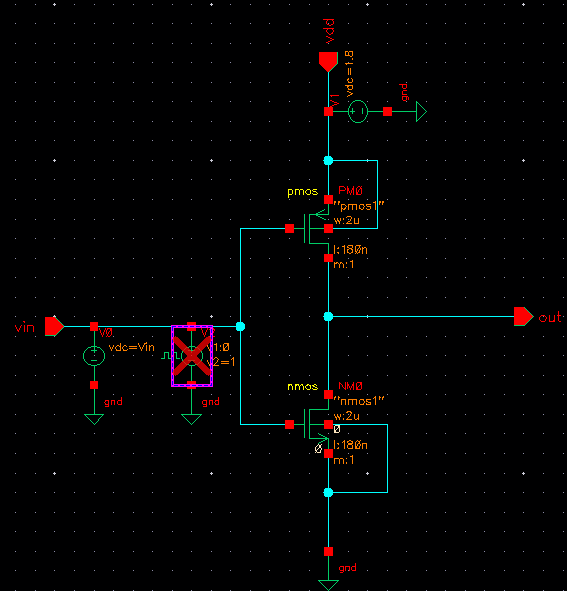 vdd
vdc=1.8
V1
gnd
pmos
PM0
"pmos1"
w:2u
l:180n
m:1
vin
V0
vdc=Vin
V1:0
V2=1
gnd
gnd
out
nmos
NM0
"nmos1"
w:2u
0
l:180n
0
m:1
gnd